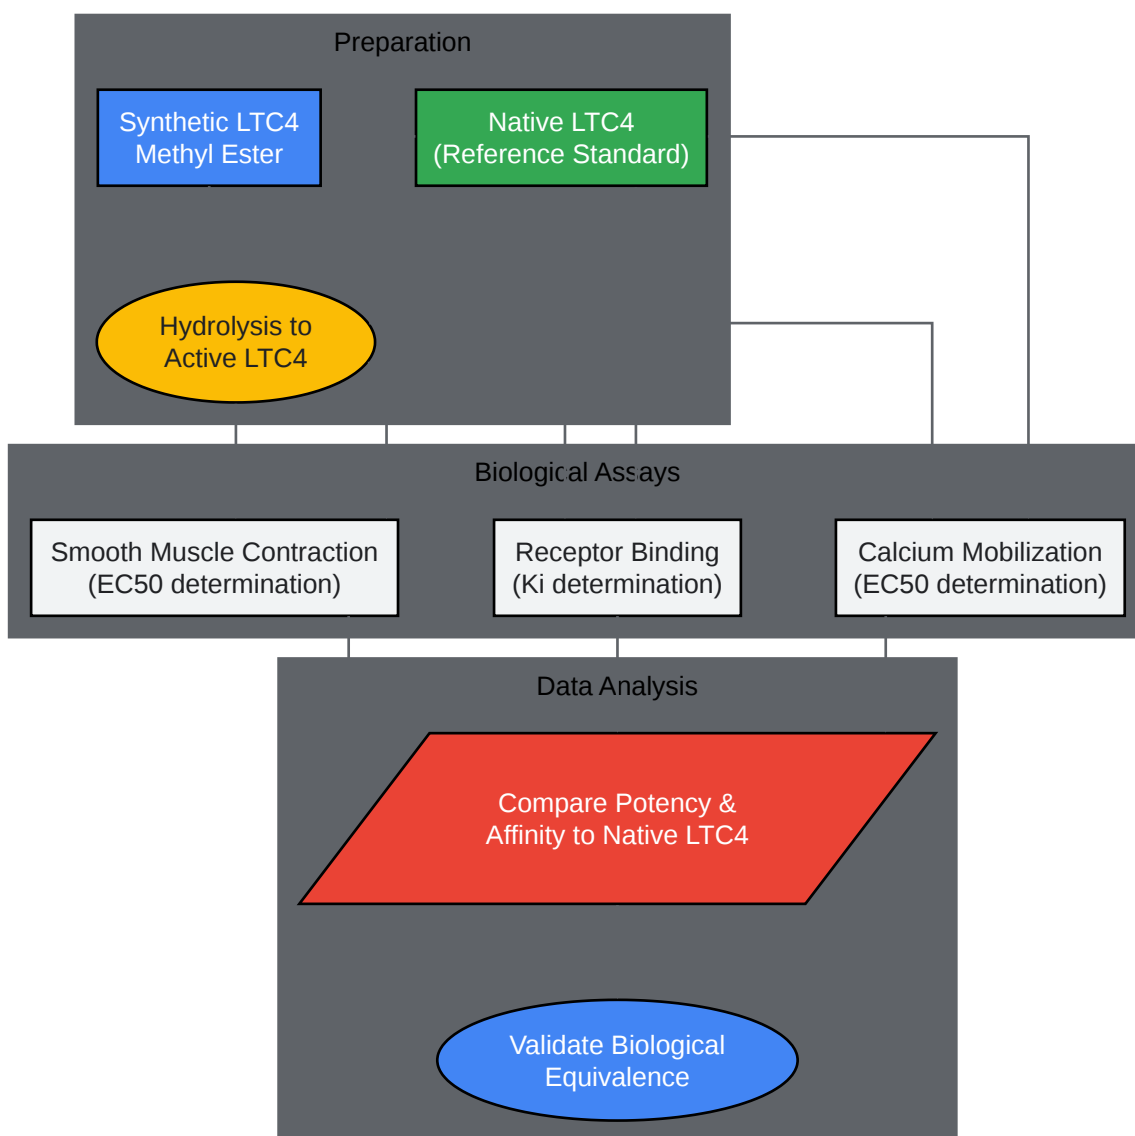 Preparation
Synthetic LTC4
Methyl Ester
Native LTC4
(Reference Standard)
Hydrolysis to
Active LTC4
Biological Assays
Smooth Muscle Contraction
(EC50 determination)
Receptor Binding
(Ki determination)
Calcium Mobilization
(EC50 determination)
Data Analysis
Compare Potency &
Affinity to Native LTC4
Validate Biological
Equivalence